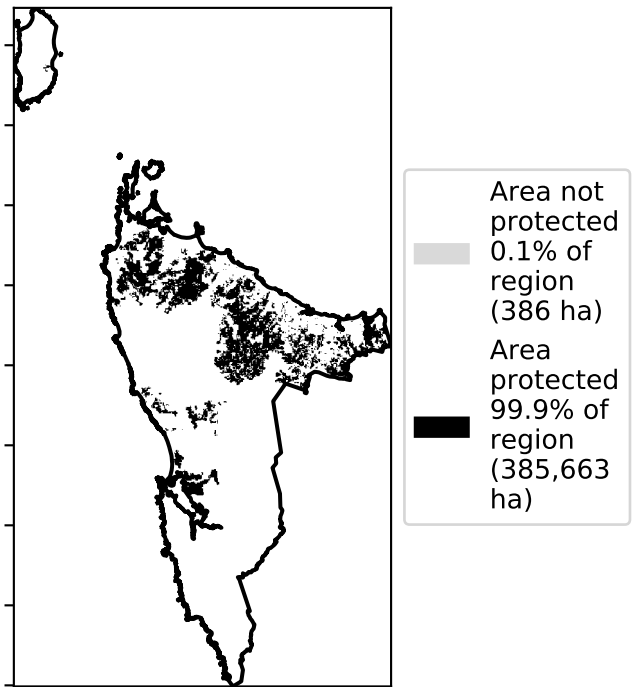 Area not
protected
0.1% of
region
(386 ha)
Area
protected
99.9% of
region
(385,663
ha)